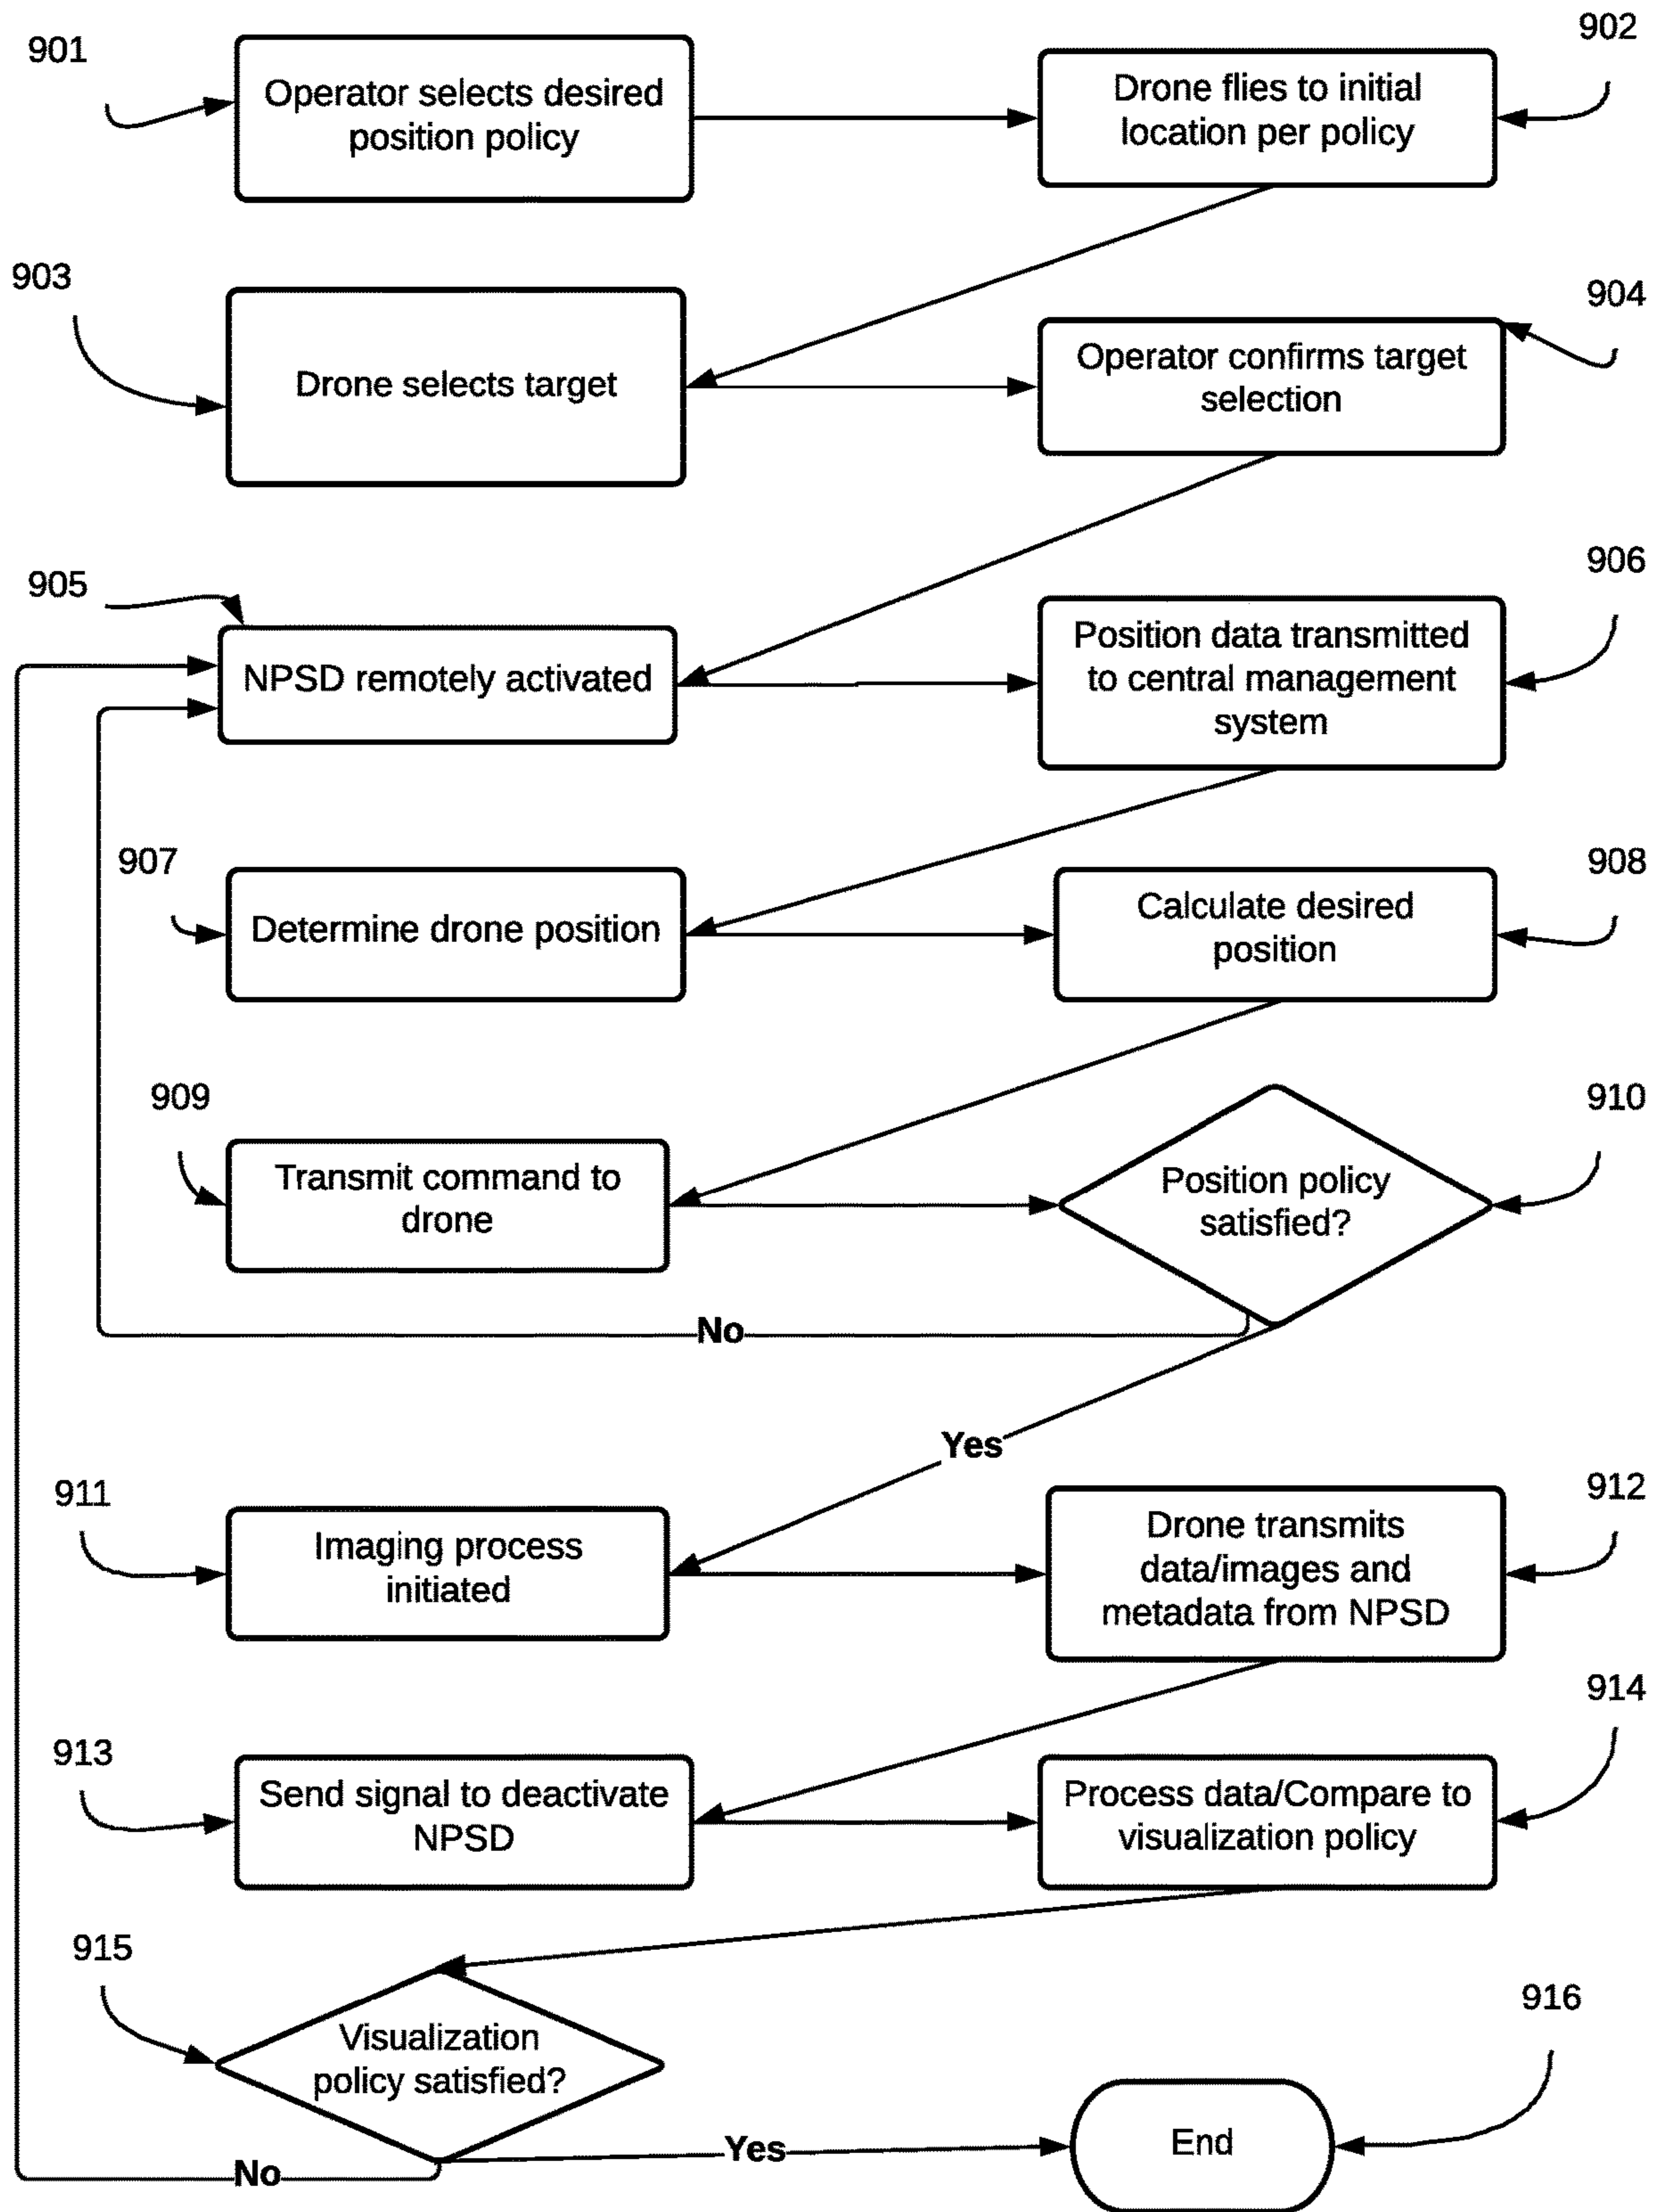 901
Operator selects desired
position policy
902
Drone flies to initial
location per policy
903
Drone selects target
904
Operator confirms target
selection
905
NPSD remotely activated
906
Position data transmitted
to central management
system
907
Determine drone position
908
Calculate desired
position
909
Transmit command to
drone
910
Position policy
satisfied?
No
Yes
911
Imaging process
initiated
912
Drone transmits
data/images and
metadata from NPSD
913
Send signal to deactivate
NPSD
914
Process data/Compare to
visualization policy
915
Visualization
policy satisfied?
916
End
Yes
No